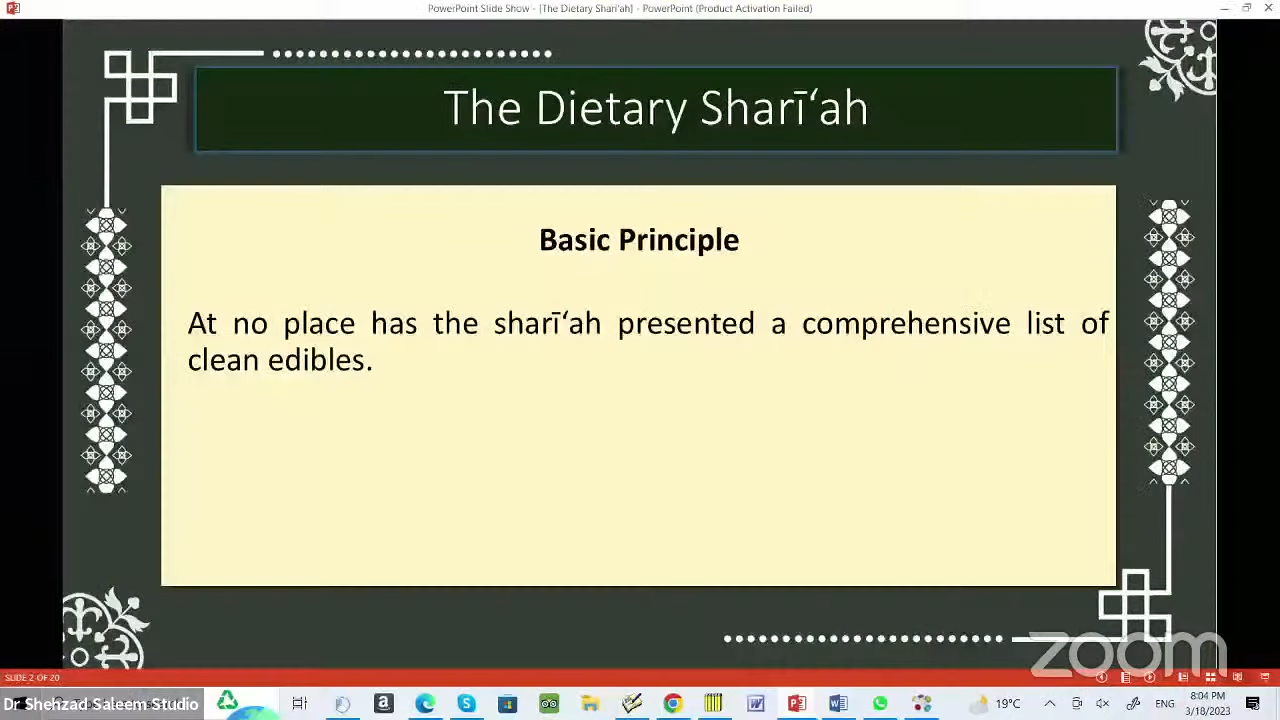 PowerPoint Slide Show - [The Dietary Shari'ah] - PowerPoint (Product Activation Failed)
The Dietary Sharī‘ah
Basic Principle
At no place has the sharī‘ah presented a comprehensive list of
clean edibles.
zoom
SLIDE 2 OF 20
Dr Shehzad Saleem Studio
19°C
ENG
8:04 PM
3/18/2023